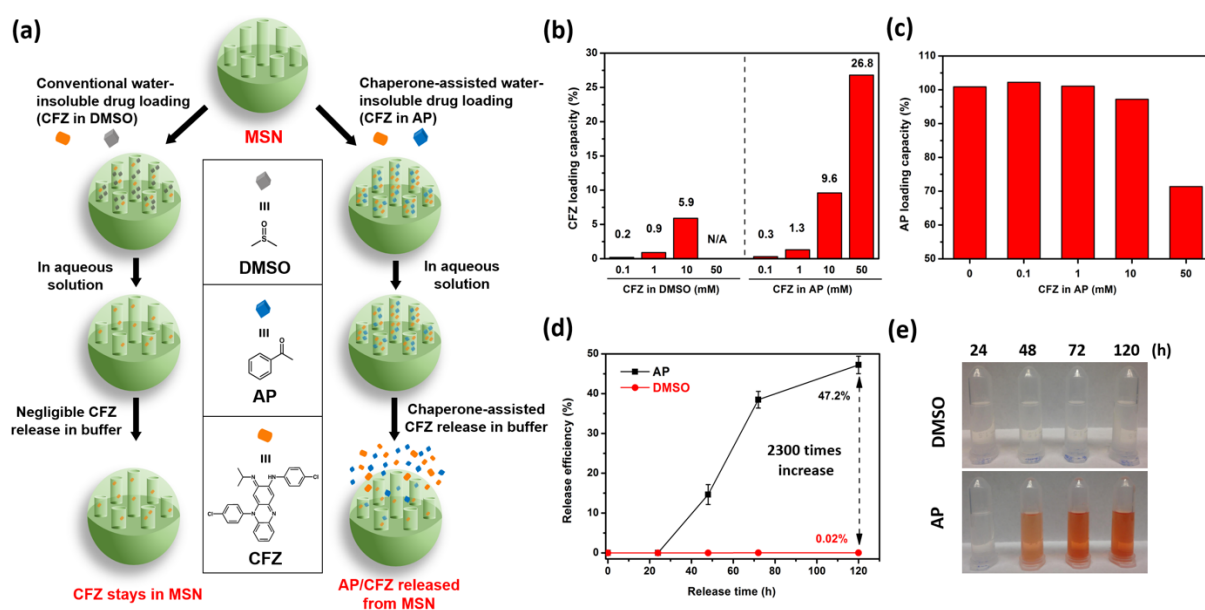 (a)
MSN
Conventional water-
insoluble drug loading
(CFZ in DMSO)
Chaperone-assisted water-
insoluble drug loading
(CFZ in AP)
III
O
S
DMSO
In aqueous
solution
In aqueous
solution
III
O
AP
Negligible CFZ
release in buffer
Chaperone-assisted
CFZ release in buffer
III
N
HN
Cl
N
N
Cl
CFZ
CFZ stays in MSN
AP/CFZ released
from MSN
(b)
CFZ loading capacity (%)
30
25
20
15
10
5
0
0.2
0.9
5.9
N/A
0.3
1.3
9.6
26.8
0.1 1 10 50 0.1 1 10 50
CFZ in DMSO (mM) CFZ in AP (mM)
(c)
AP loading capacity (%)
110
100
90
80
70
60
50
0 0.1 1 10 50
CFZ in AP (mM)
(d)
Release efficiency (%)
50
40
30
20
10
0
AP
DMSO
47.2%
2300 times
increase
0.02%
0 20 40 60 80 100 120
Release time (h)
(e)
24 48 72 120 (h)
DMSO
AP